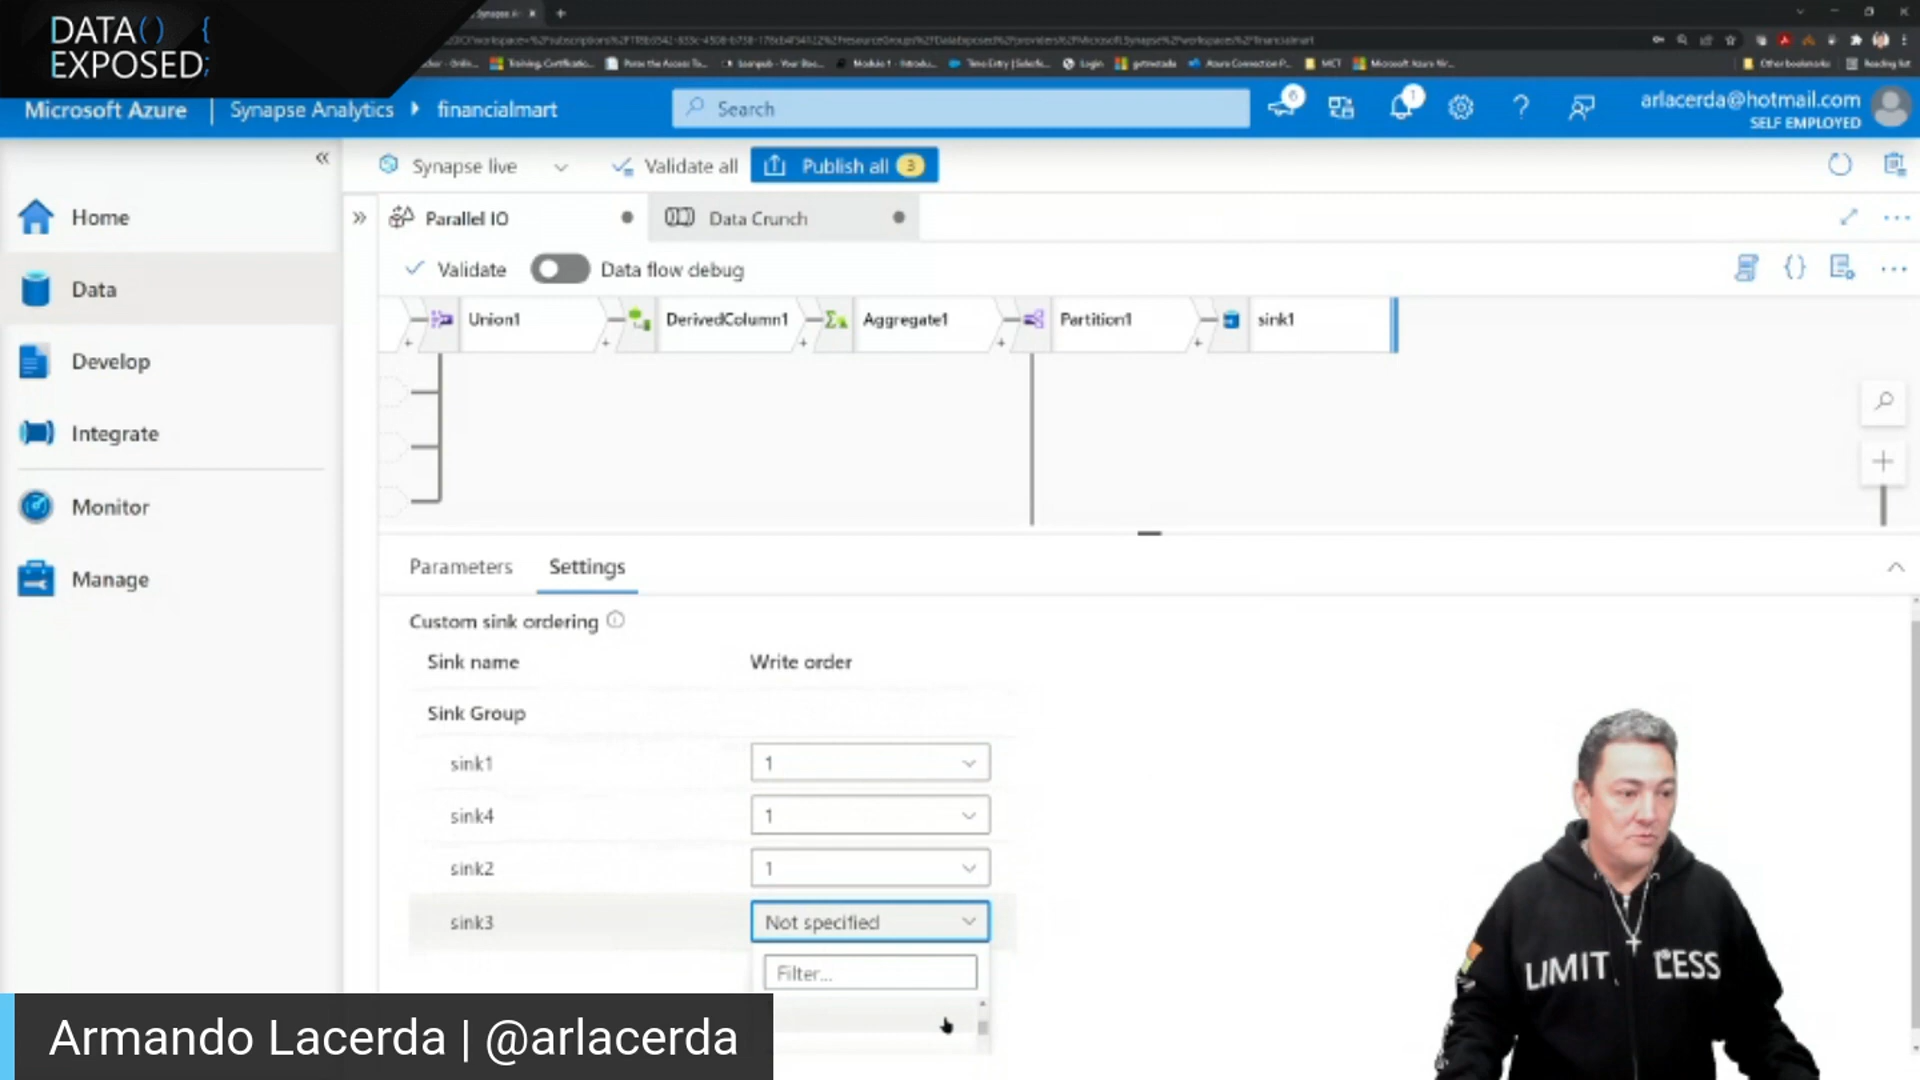 DATA() {
EXPOSED;
Microsoft Azure | Synapse Analytics financialmart
Search
6
1
arlacerda@hotmail.com
SELF EMPLOYED
Synapse live
Validate all
Publish all 3
Home
Data
Develop
Integrate
Monitor
Manage
Parallel IO
Data Crunch
Validate
Data flow debug
Union1
DerivedColumn1
Aggregate1
Partition1
sink1
Parameters
Settings
Custom sink ordering
Sink name Write order
Sink Group
sink1 1
sink4 1
sink2 1
sink3 Not specified
Filter...
LIMIT LESS
Armando Lacerda | @arlacerda